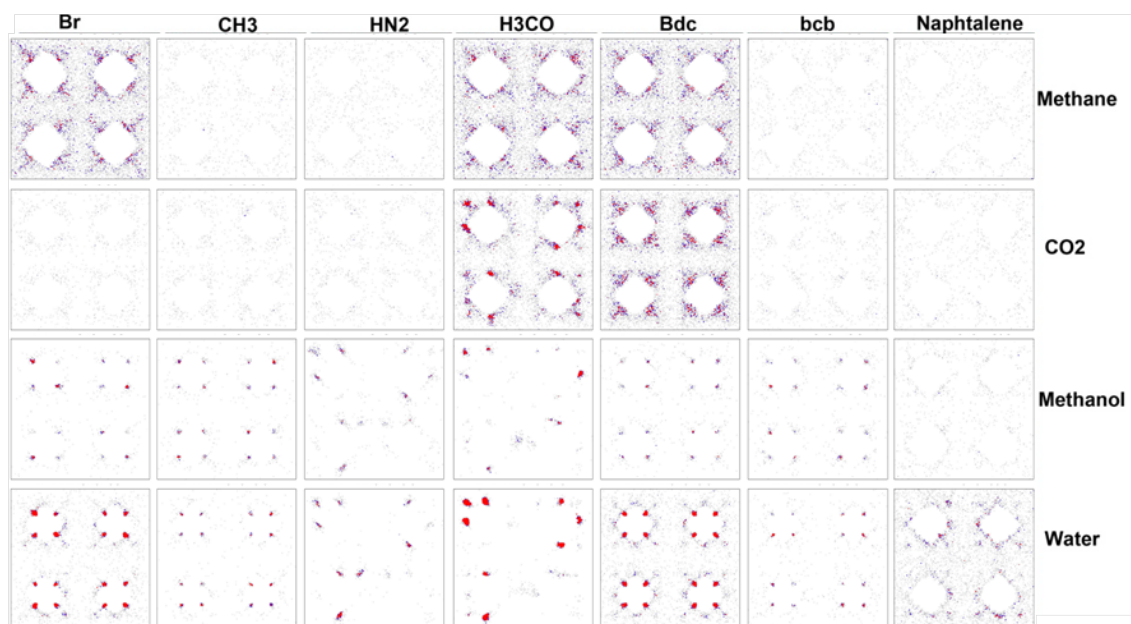 Br CH3 HN2 H3CO Bdc bcb Naphtalene
Methane
CO2
Methanol
Water